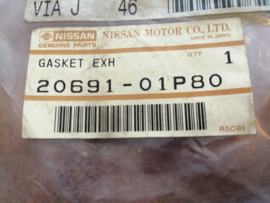 VIA J 46
NISSAN NISSAN MOTOR CO., LTD.
GENUINE PARTS MADE IN JAPAN
GASKET EXH QTY 1
20691-01P80
R5081